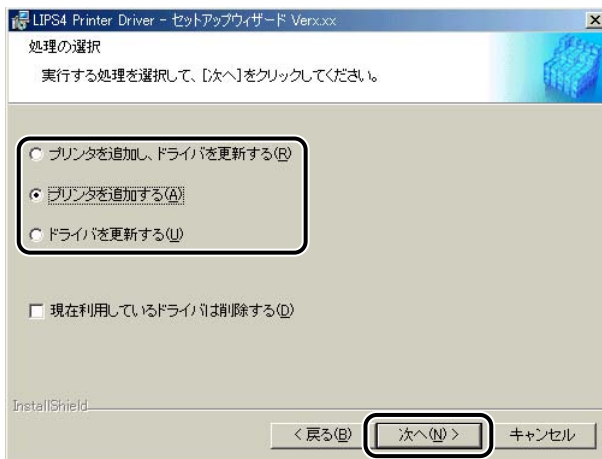 LIPS4 Printer Driver - セットアップウィザード Verx.xx
処理の選択
実行する処理を選択して、[次へ]をクリックしてください。
プリンタを追加し、ドライバを更新する(R)
プリンタを追加する(A)
ドライバを更新する(U)
現在利用しているドライバは削除する(D)
InstallShield
< 戻る(B) 次へ(N) > キャンセル